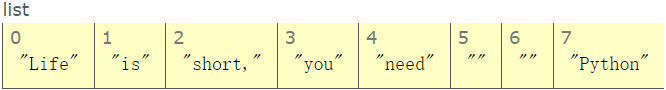 list
0 1 2 3 4 5 6 7
"Life" "is" "short," "you" "need" "" "" "Python"